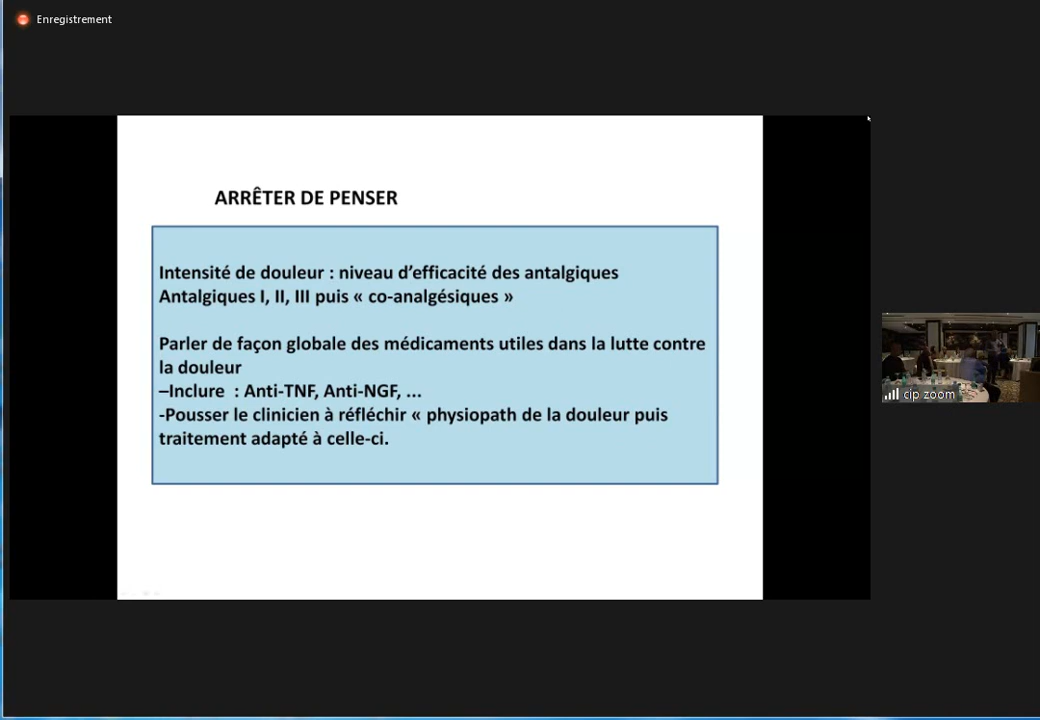 Enregistrement
ARRÊTER DE PENSER
Intensité de douleur : niveau d’efficacité des antalgiques
Antalgiques I, II, III puis « co-analgésiques »
Parler de façon globale des médicaments utiles dans la lutte contre
la douleur
–Inclure : Anti-TNF, Anti-NGF, ...
-Pousser le clinicien à réfléchir « physiopath de la douleur puis
traitement adapté à celle-ci.
cip zoom